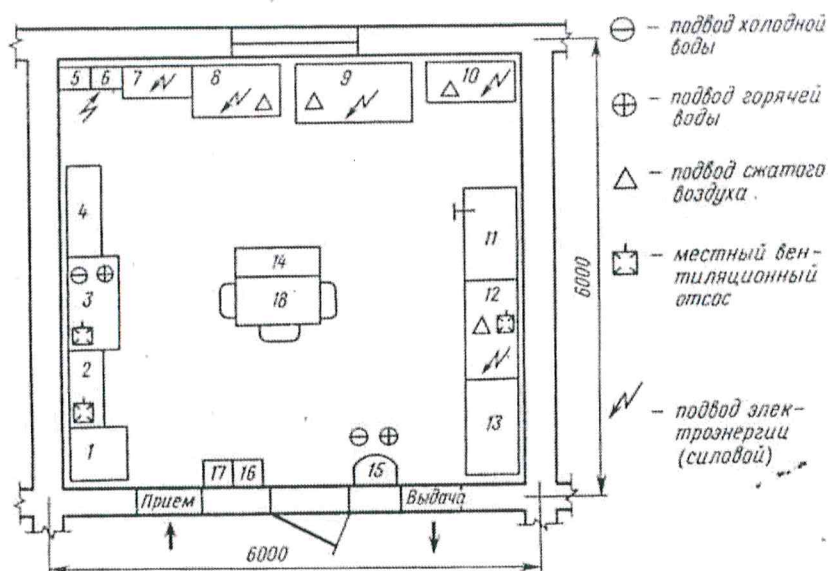 5 6 7 8 9 10
4
3
2
1
14
18
11
12
13
17 16
15
Прием
Выдача
6000
6000
– подвод холодной
воды
– подвод горячей
воды
– подвод сжатого
воздуха
– местный вен-
тиляционный
отсос
– подвод элек-
троэнергии
(силовой)